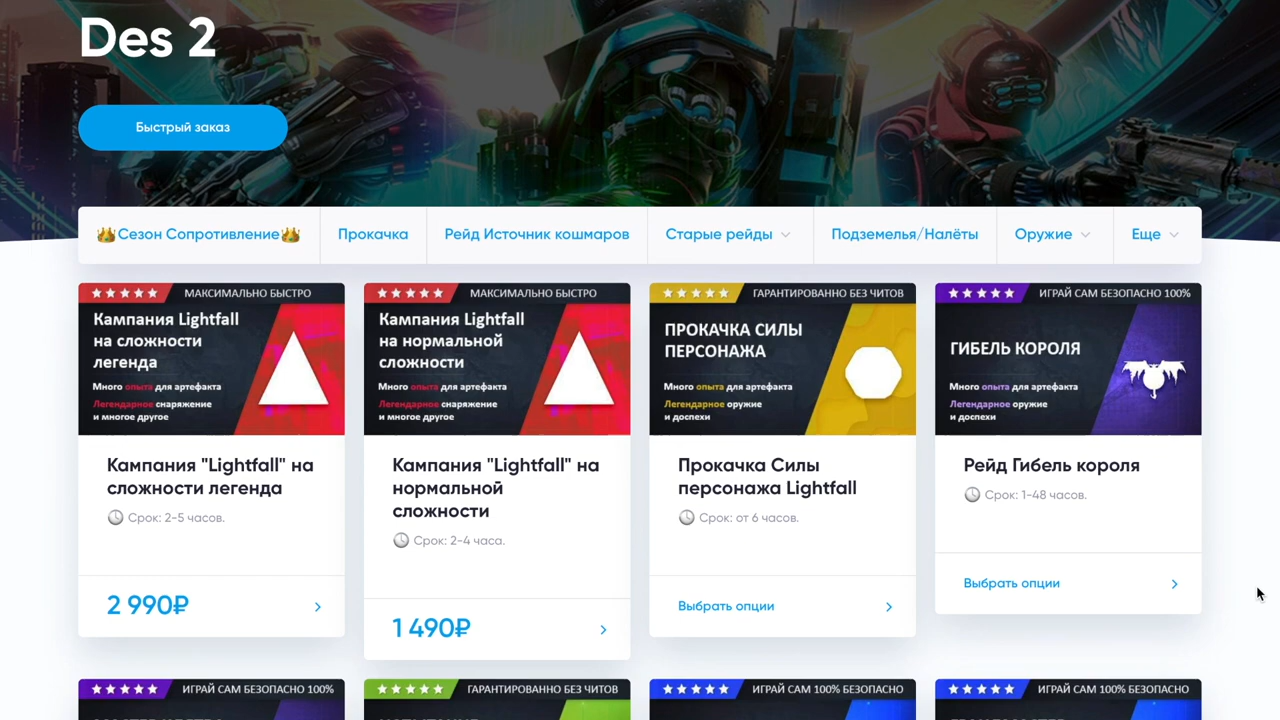 Des 2
Быстрый заказ
👑Сезон Сопротивление👑
Прокачка
Рейд Источник кошмаров
Старые рейды
Подземелья/Налёты
Оружие
Еще
МАКСИМАЛЬНО БЫСТРО
Кампания Lightfall
на сложности
легенда
Много опыта для артефакта
Легендарное снаряжение
и многое другое
Кампания "Lightfall" на
сложности легенда
Срок: 2-5 часов.
2 990₽
МАКСИМАЛЬНО БЫСТРО
Кампания Lightfall
на нормальной
сложности
Много опыта для артефакта
Легендарное снаряжение
и многое другое
Кампания "Lightfall" на
нормальной
сложности
Срок: 2-4 часа.
1 490₽
ГАРАНТИРОВАННО БЕЗ ЧИТОВ
ПРОКАЧКА СИЛЫ
ПЕРСОНАЖА
Много опыта для артефакта
Легендарное оружие
и доспехи
Прокачка Силы
персонажа Lightfall
Срок: от 6 часов.
Выбрать опции
ИГРАЙ САМ БЕЗОПАСНО 100%
ГИБЕЛЬ КОРОЛЯ
Много опыта для артефакта
Легендарное оружие
и доспехи
Рейд Гибель короля
Срок: 1-48 часов.
Выбрать опции
ИГРАЙ САМ БЕЗОПАСНО 100%
ГАРАНТИРОВАННО БЕЗ ЧИТОВ
ИГРАЙ САМ 100% БЕЗОПАСНО
ИГРАЙ САМ 100% БЕЗОПАСНО